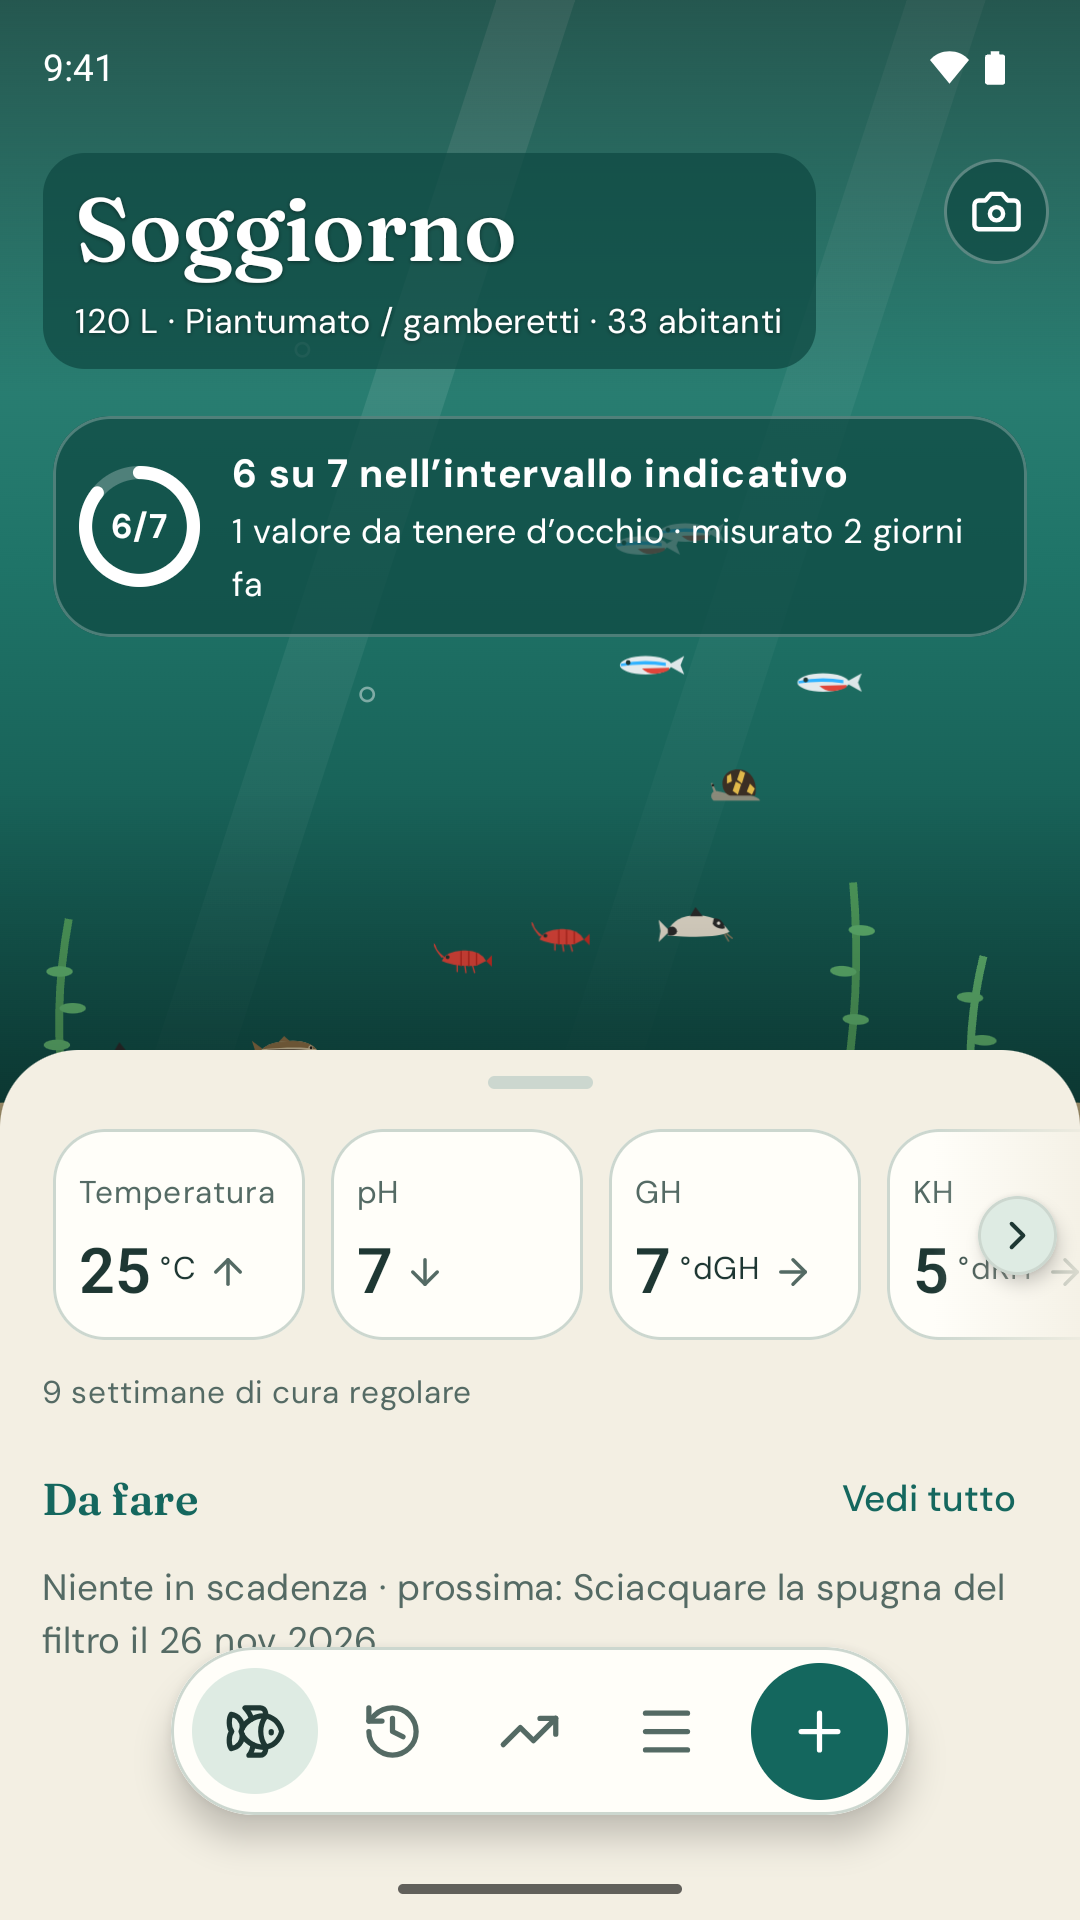 9:41
Soggiorno
120 L · Piantumato / gamberetti · 33 abitanti
6/7
6 su 7 nell’intervallo indicativo
1 valore da tenere d’occhio · misurato 2 giorni
fa
Temperatura
25 °C
pH
7
GH
7 °dGH
KH
5 °dKH
9 settimane di cura regolare
Da fare
Vedi tutto
Niente in scadenza · prossima: Sciacquare la spugna del
filtro il 26 nov 2026